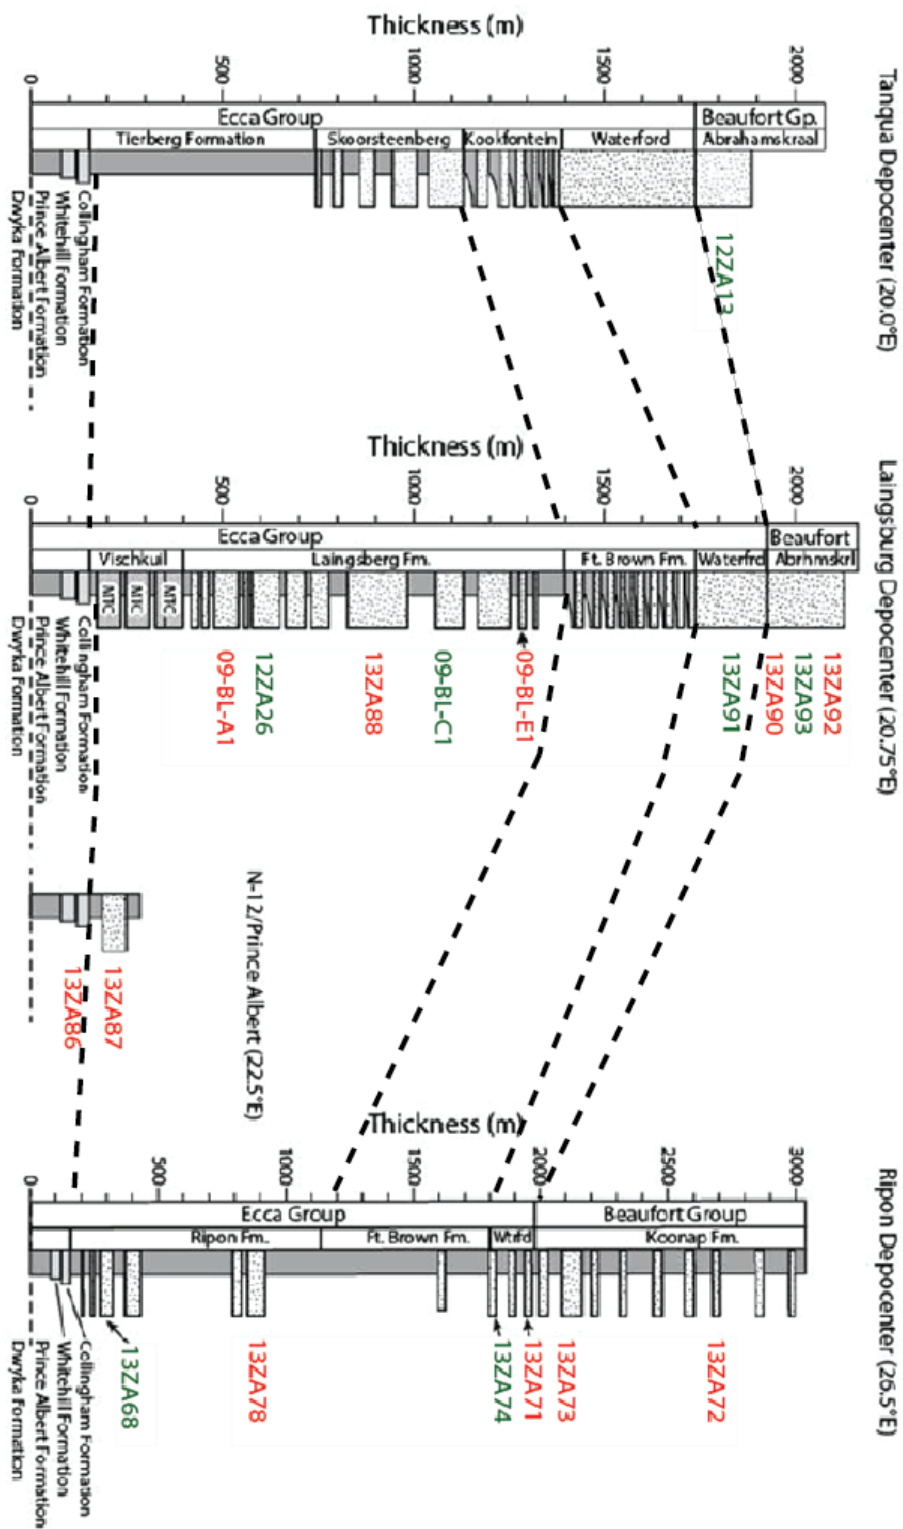 Tanqua Depocenter (20.0°E)
Thickness (m)
0
500
1000
1500
2000
Ecca Group
Beaufort Gp.
Tierberg Formation
Skoorsteenberg
Kookfontein
Waterford
Abrahamskraal
Collingham Formation
Whitehill Formation
Prince Albert Formation
Dwyka Formation
12ZA13
Laingsburg Depocenter (20.75°E)
Thickness (m)
0
500
1000
1500
2000
Ecca Group
Beaufort
Vischkuil
Laingsberg Fm.
Ft. Brown Fm.
Waterfrd
Abrhmskrl
MTC
MTC
MTC
Collingham Formation
Whitehill Formation
Prince Albert Formation
Dwyka Formation
09-BL-A1
12ZA26
13ZA88
09-BL-C1
09-BL-E1
13ZA91
13ZA90
13ZA93
13ZA92
N=12/Prince Albert (22.5°E)
13ZA86
13ZA87
Ripon Depocenter (26.5°E)
Thickness (m)
0
500
1000
1500
2000
2500
3000
Ecca Group
Beaufort Group
Ripon Fm.
Ft. Brown Fm.
Wtrfd
Koonap Fm.
Collingham Formation
Whitehill Formation
Prince Albert Formation
Dwyka Formation
13ZA68
13ZA78
13ZA74
13ZA71
13ZA73
13ZA72